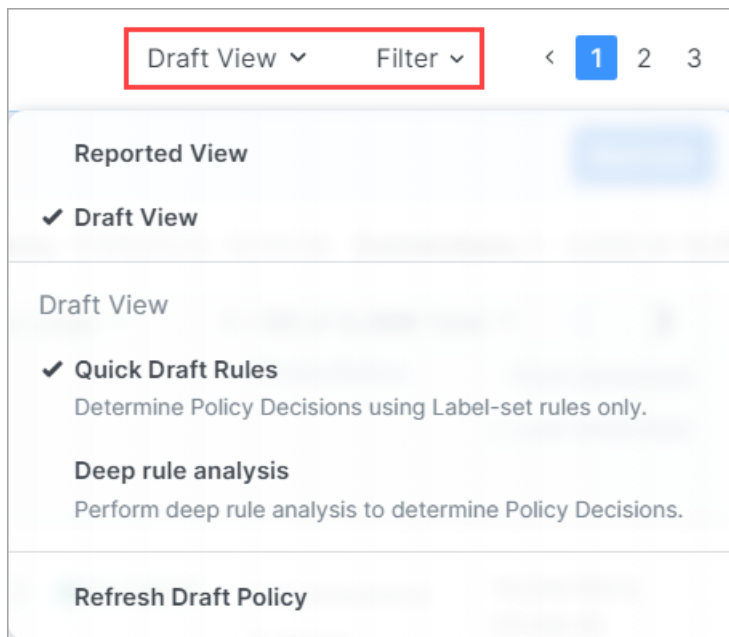 Draft View Filter 1 2 3
Reported View
Draft View
Draft View
Quick Draft Rules
Determine Policy Decisions using Label-set rules only.
Deep rule analysis
Perform deep rule analysis to determine Policy Decisions.
Refresh Draft Policy